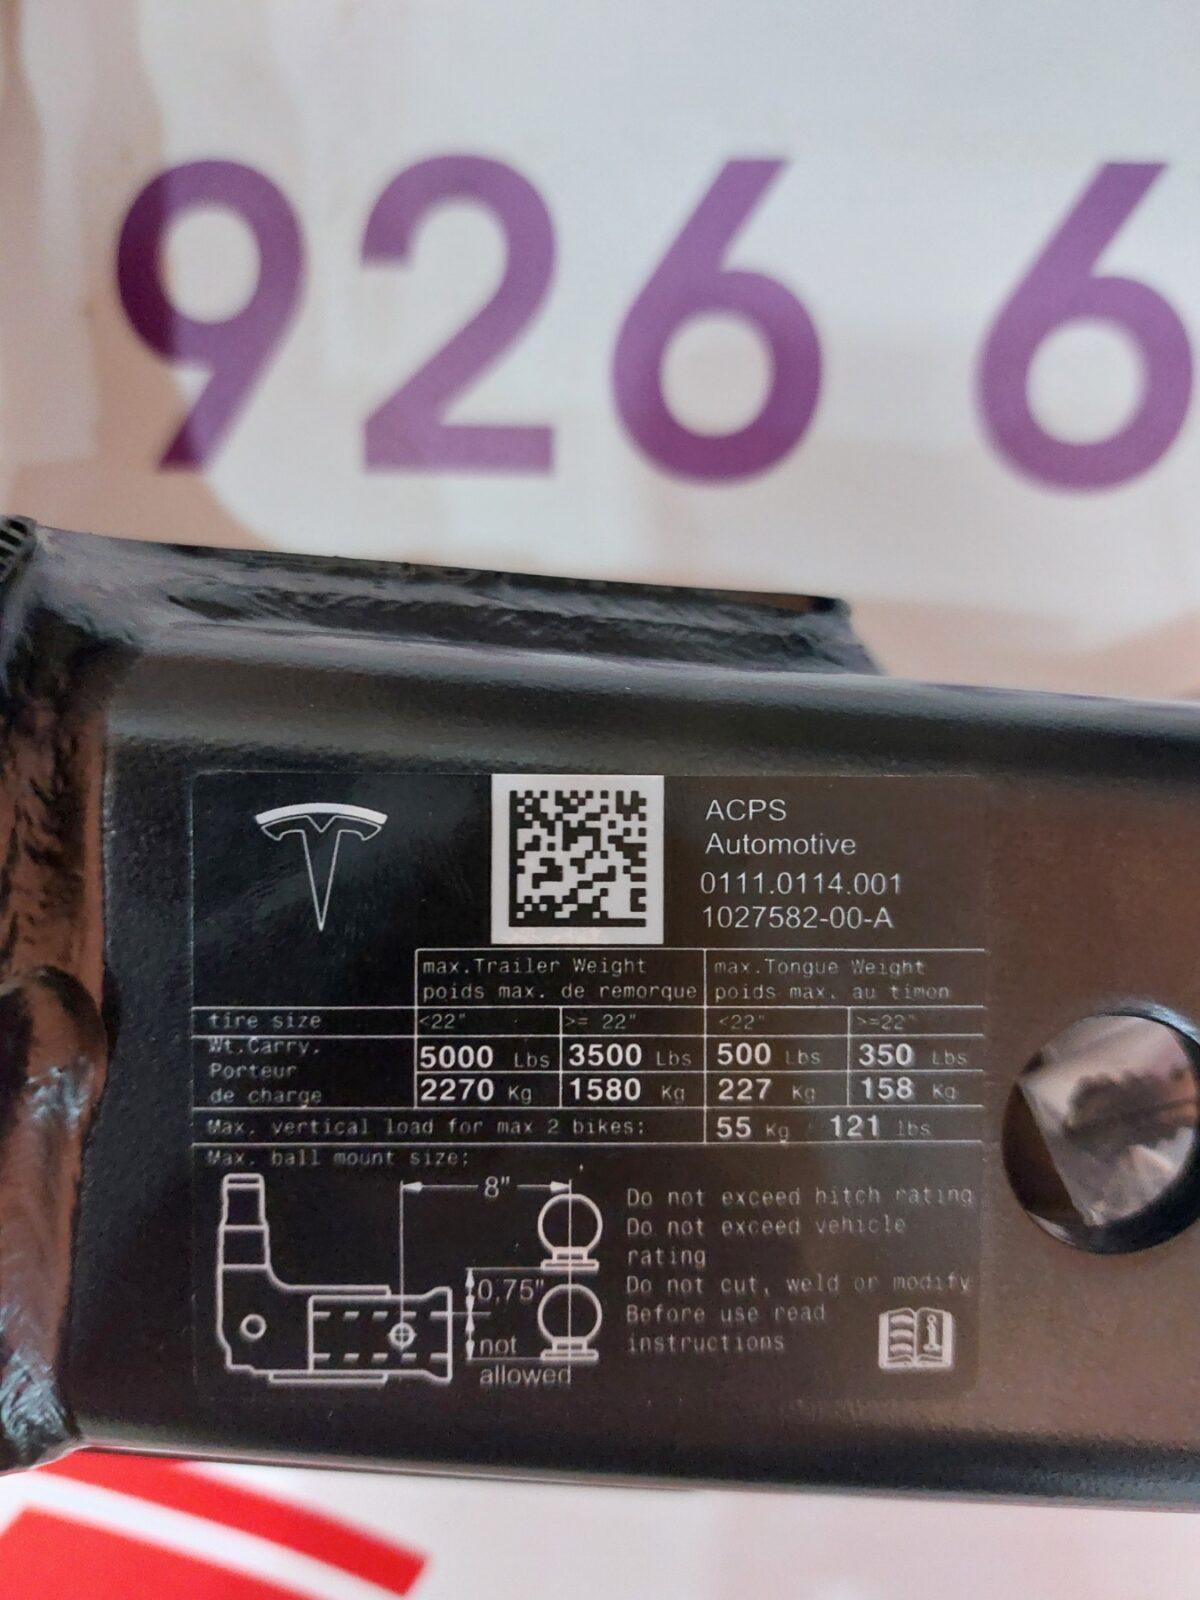 926 6
ACPS
Automotive
0111.0114.001
1027582-00-A
max.Trailer Weight max.Tongue Weight
poids max. de remorque poids max. au timon
tire size <22" >= 22" <22" >=22"
Wt.Carry.
Porteur
de charge
5000 Lbs 3500 Lbs 500 Lbs 350 Lbs
2270 Kg 1580 Kg 227 Kg 158 Kg
Max. vertical load for max 2 bikes: 55 Kg 121 lbs
Max. ball mount size:
8"
0,75"
not
allowed
Do not exceed hitch rating
Do not exceed vehicle
rating
Do not cut, weld or modify
Before use read
instructions